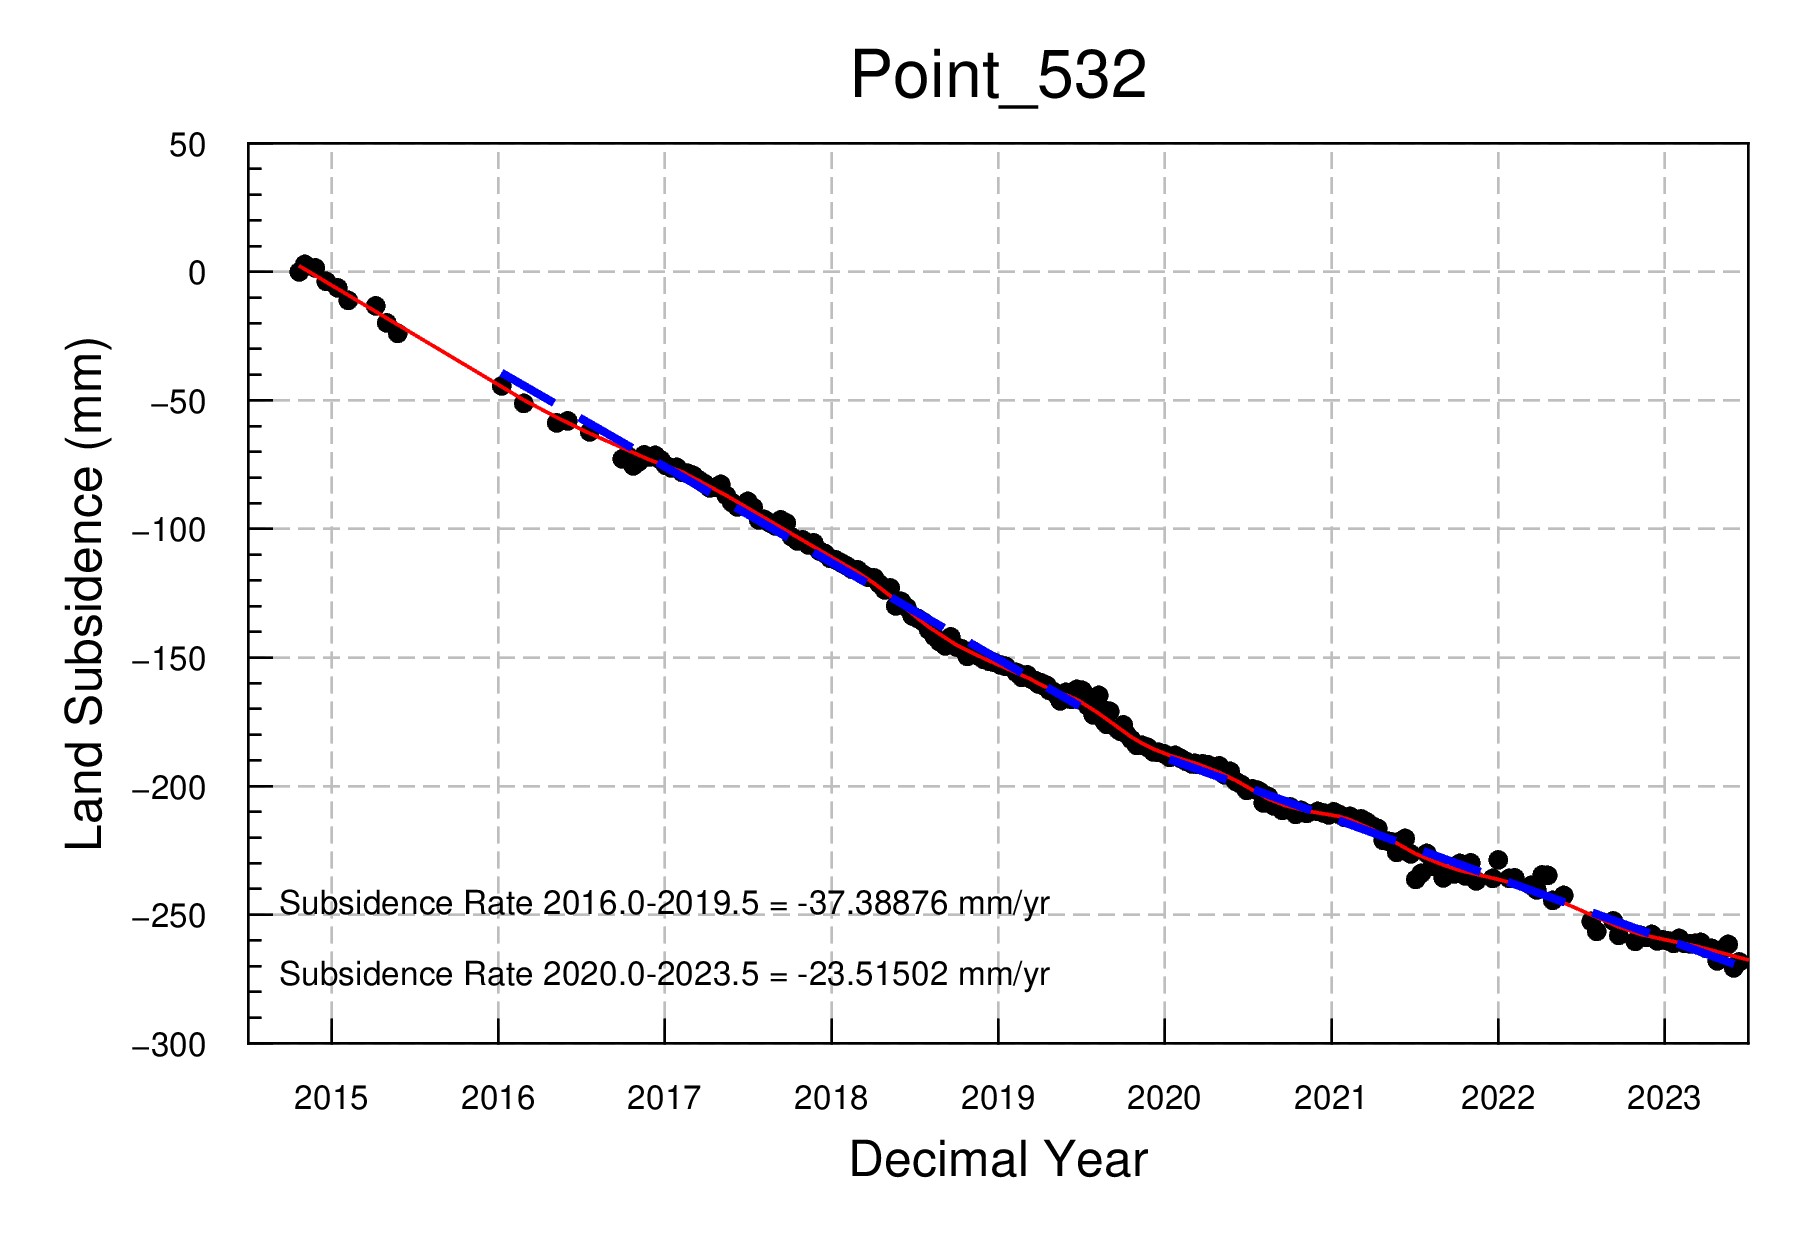 Point_532
50
0
−50
−100
−150
−200
−250
−300
Land Subsidence (mm)
Subsidence Rate 2016.0-2019.5 = -37.38876 mm/yr
Subsidence Rate 2020.0-2023.5 = -23.51502 mm/yr
2015 2016 2017 2018 2019 2020 2021 2022 2023
Decimal Year